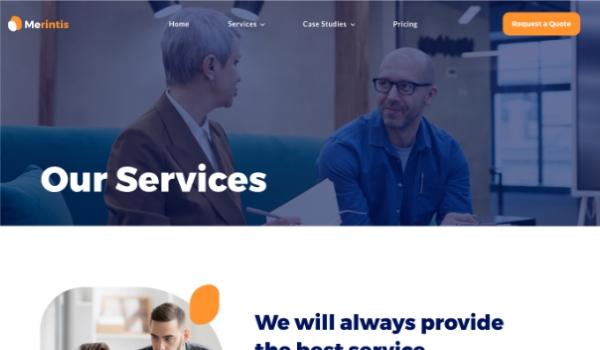 Merintis
Home
Services
Case Studies
Pricing
Request a Quote
Our Services
We will always provide
the best service